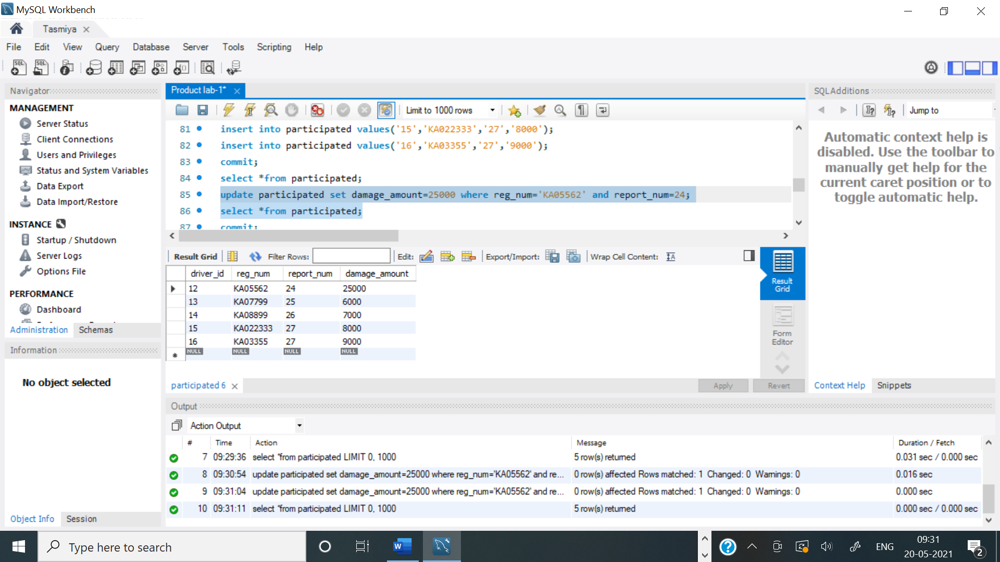 MySQL Workbench
Tasmiya
File Edit View Query Database Server Tools Scripting Help
Navigator
MANAGEMENT
Server Status
Client Connections
Users and Privileges
Status and System Variables
Data Export
Data Import/Restore
INSTANCE
Startup / Shutdown
Server Logs
Options File
PERFORMANCE
Dashboard
Administration Schemas
Information
No object selected
Object Info Session
Product lab-1*
Limit to 1000 rows
81 insert into participated values('15','KA022333','27','8000');
82 insert into participated values('16','KA03355','27','9000');
83 commit;
84 select *from participated;
85 update participated set damage_amount=25000 where reg_num='KA05562' and report_num=24;
86 select *from participated;
87 commit;
Result Grid Filter Rows: Edit: Export/Import: Wrap Cell Content:
driver_id reg_num report_num damage_amount
12 KA05562 24 25000
13 KA07799 25 6000
14 KA08899 26 7000
15 KA022333 27 8000
16 KA03355 27 9000
NULL NULL NULL NULL
Result
Grid
Form
Editor
participated 6
Apply Revert
SQLAdditions
Jump to
Automatic context help is
disabled. Use the toolbar to
manually get help for the
current caret position or to
toggle automatic help.
Context Help Snippets
Output
Action Output
# Time Action Message Duration / Fetch
7 09:29:36 select *from participated LIMIT 0, 1000 5 row(s) returned 0.031 sec / 0.000 sec
8 09:30:54 update participated set damage_amount=25000 where reg_num='KA05562' and re... 0 row(s) affected Rows matched: 1 Changed: 0 Warnings: 0 0.016 sec
9 09:31:04 update participated set damage_amount=25000 where reg_num='KA05562' and re... 0 row(s) affected Rows matched: 1 Changed: 0 Warnings: 0 0.000 sec
10 09:31:11 select *from participated LIMIT 0, 1000 5 row(s) returned 0.000 sec / 0.000 sec
Type here to search
ENG
09:31
20-05-2021
2